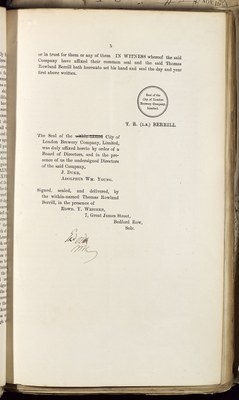 3
or in trust for them or any of them IN WITNESS whereof the said
Company have affixed their common seal and the said Thomas
Rowland Berrill hath hereunto set his hand and seal the day and year
first above written.
Seal of the
City of London
Brewery Company
Limited
T. R. (L.S.) BERRILL.
The Seal of the City of
London Brewery Company, Limited,
was duly affixed hereto by order of a
Board of Directors, and in the pre-
sence of us the undersigned Directors
of the said Company,
J. DUKE,
ADOLPHUS WM. YOUNG.
Signed, sealed, and delivered, by
the within-named Thomas Rowland
Berrill, in the presence of
EDWD. Y. WESTERN,
7, Great James Street,
Bedford Row,
Solr.